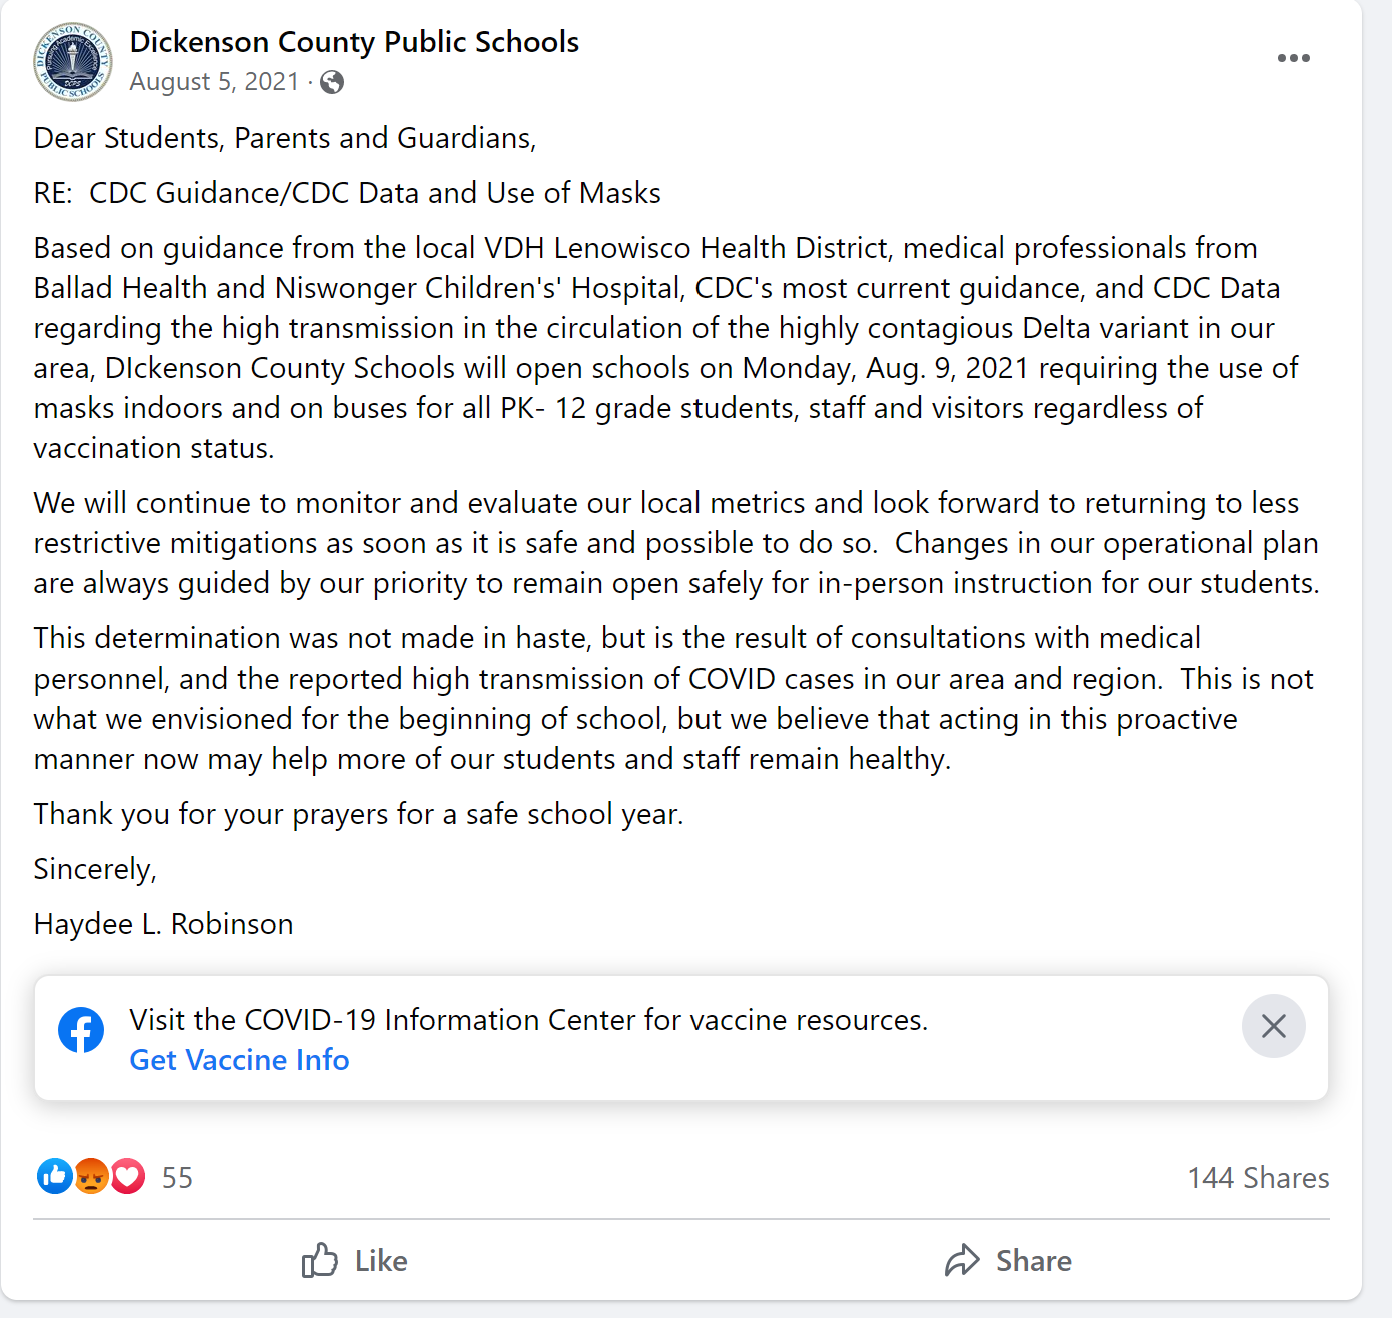 DICKENSON COUNTY
Pursuing Academic Excellence
DCPS
PUBLIC SCHOOLS
Dickenson County Public Schools
August 5, 2021 ·
Dear Students, Parents and Guardians,
RE:  CDC Guidance/CDC Data and Use of Masks
Based on guidance from the local VDH Lenowisco Health District, medical professionals from
Ballad Health and Niswonger Children's' Hospital, CDC's most current guidance, and CDC Data
regarding the high transmission in the circulation of the highly contagious Delta variant in our
area, DIckenson County Schools will open schools on Monday, Aug. 9, 2021 requiring the use of
masks indoors and on buses for all PK- 12 grade students, staff and visitors regardless of
vaccination status.
We will continue to monitor and evaluate our local metrics and look forward to returning to less
restrictive mitigations as soon as it is safe and possible to do so.  Changes in our operational plan
are always guided by our priority to remain open safely for in-person instruction for our students.
This determination was not made in haste, but is the result of consultations with medical
personnel, and the reported high transmission of COVID cases in our area and region.  This is not
what we envisioned for the beginning of school, but we believe that acting in this proactive
manner now may help more of our students and staff remain healthy.
Thank you for your prayers for a safe school year.
Sincerely,
Haydee L. Robinson
Visit the COVID-19 Information Center for vaccine resources.
Get Vaccine Info
55
144 Shares
Like
Share